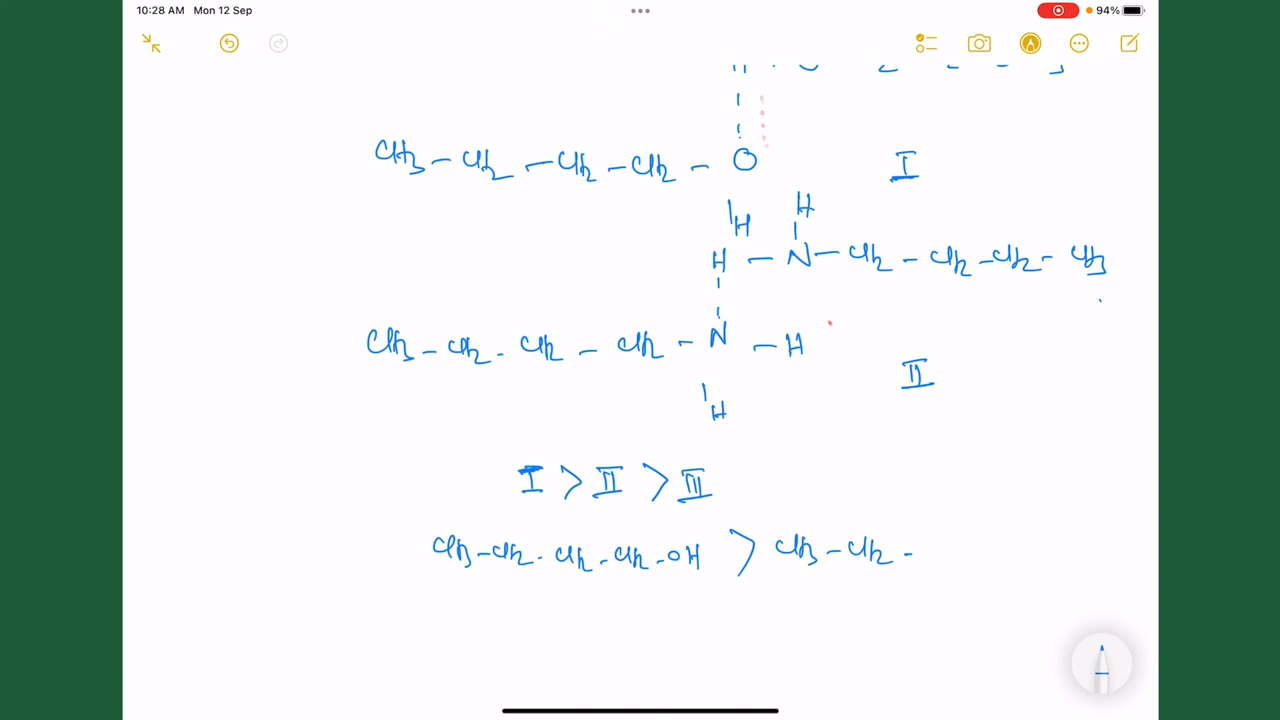 10:28 AM Mon 12 Sep
94%
CH3 – CH2 – CH2 – CH2 – O
I
H
H
H – N – CH2 – CH2 – CH2 – CH3
CH3 – CH2 - CH2 – CH2 – N – H
II
H
I > II > III
CH3 – CH2 - CH2 - CH2 - OH > CH3 – CH2 -